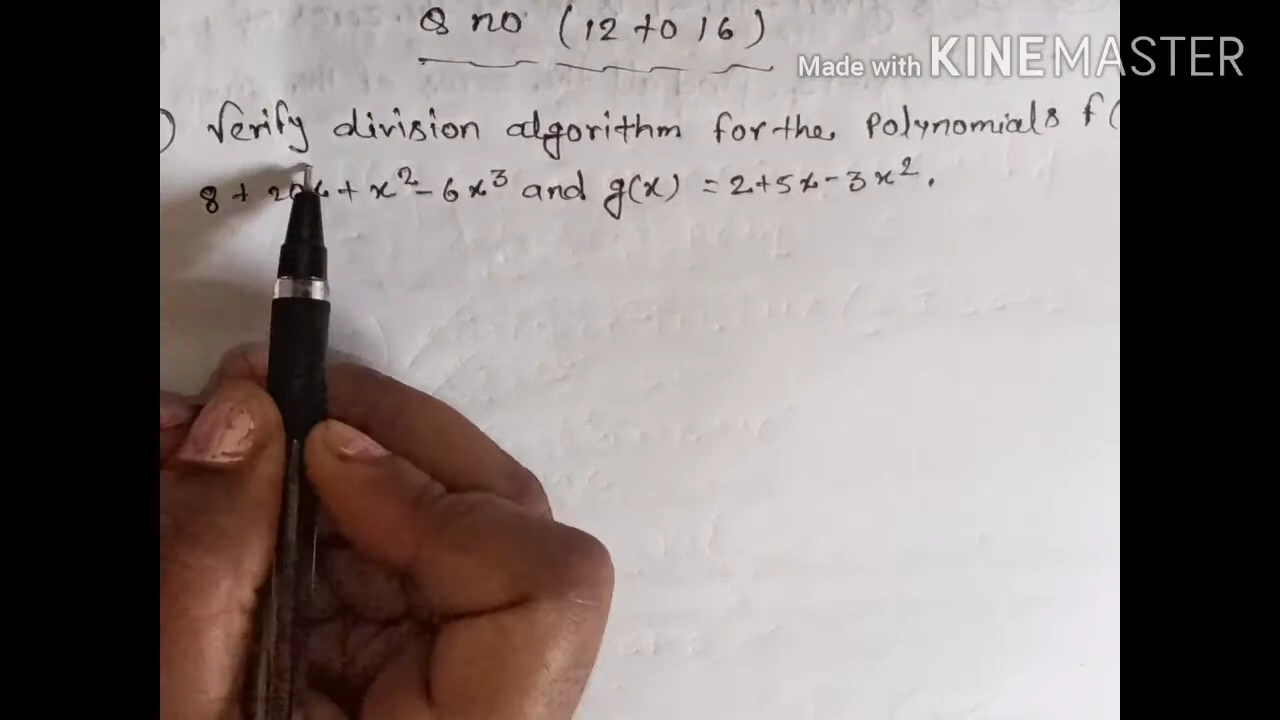 Q no (12 to 16)
Made with KINEMASTER
) Verify division algorithm for the Polynomials f(
8 + 20x + x² - 6x³ and g(x) = 2+5x-3x².